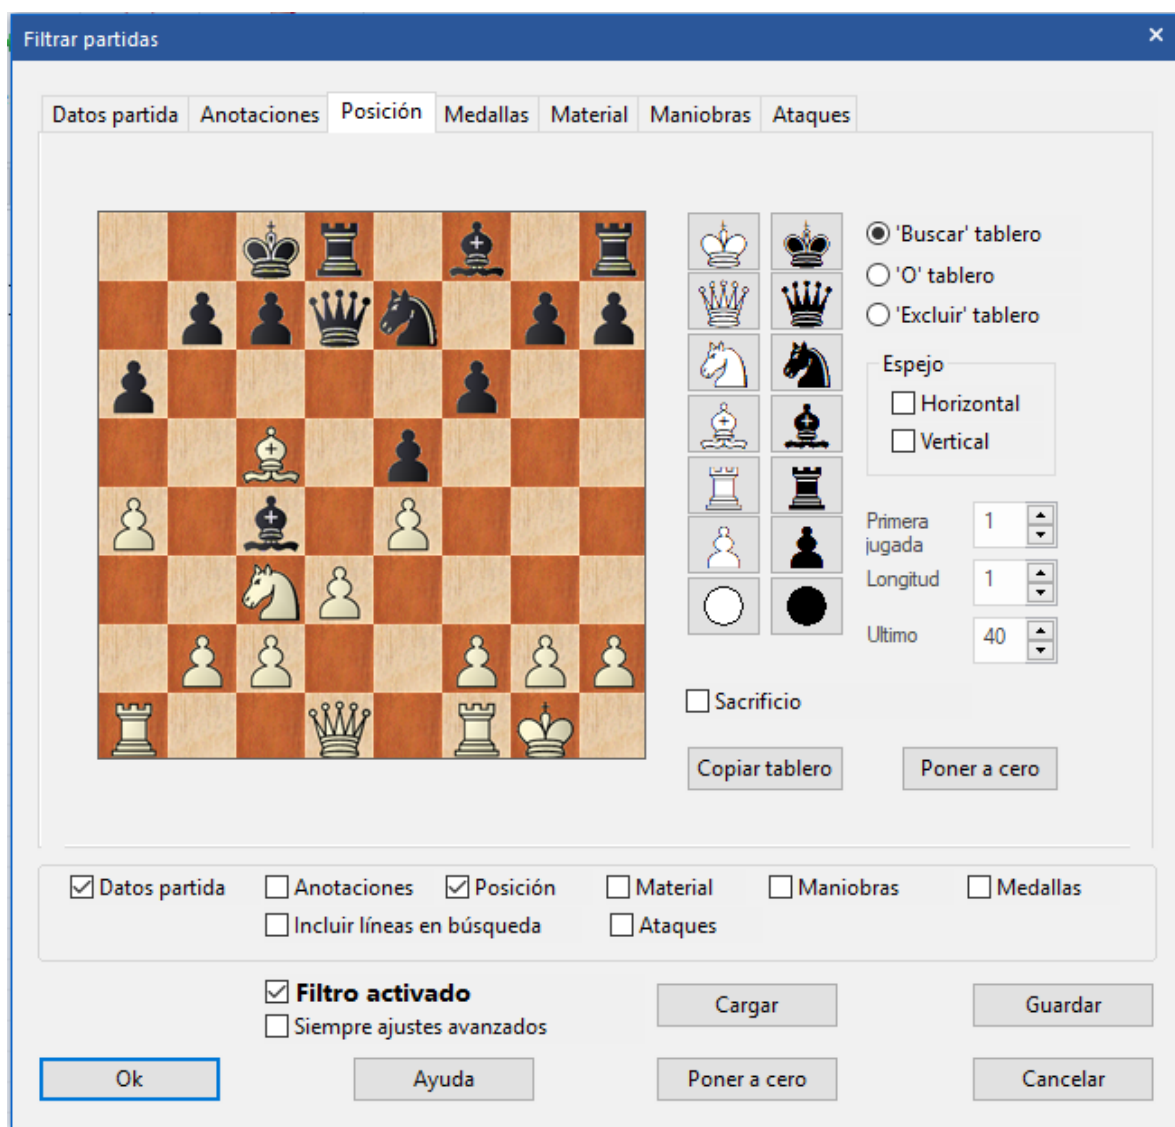 Filtrar partidas
Datos partida Anotaciones Posición Medallas Material Maniobras Ataques
'Buscar' tablero
'O' tablero
'Excluir' tablero
Espejo
Horizontal
Vertical
Primera jugada 1
Longitud 1
Ultimo 40
Sacrificio
Copiar tablero Poner a cero
Datos partida Anotaciones Posición Material Maniobras Medallas
Incluir líneas en búsqueda Ataques
Filtro activado Cargar Guardar
Siempre ajustes avanzados
Ok Ayuda Poner a cero Cancelar